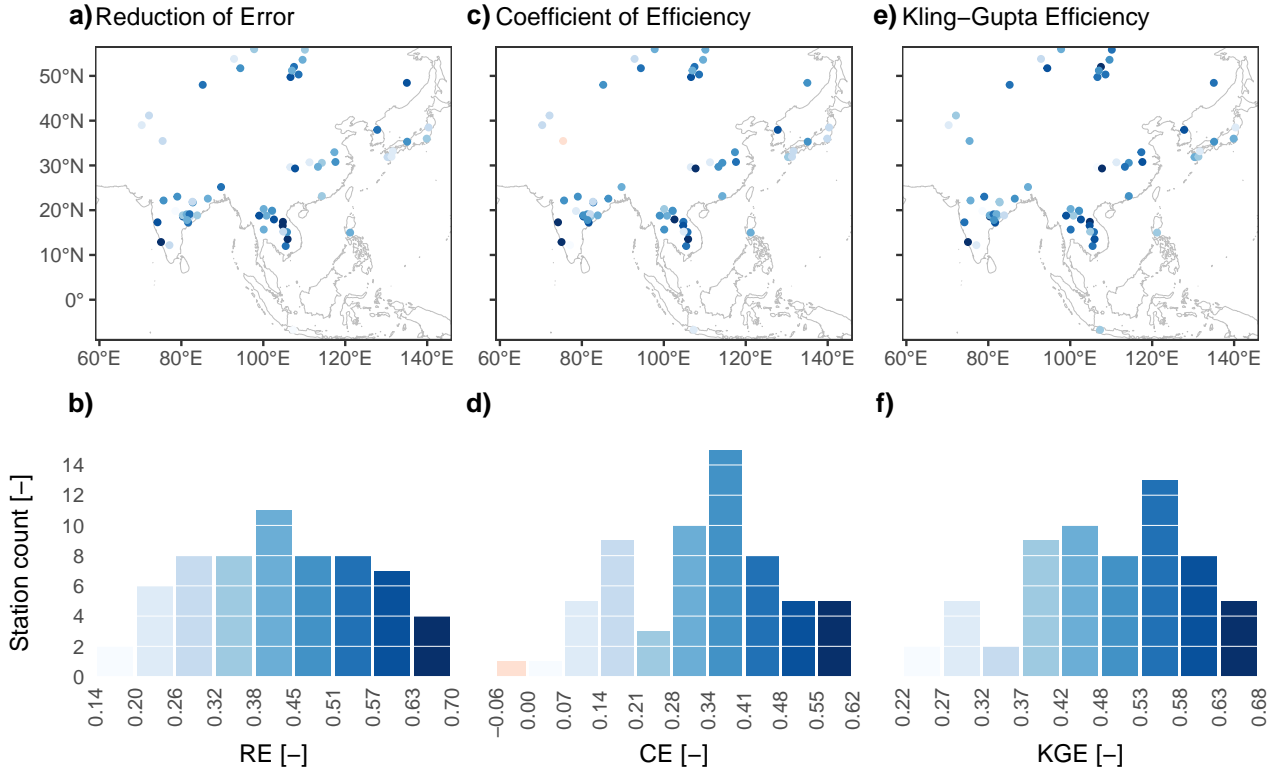 a) Reduction of Error
c) Coefficient of Efficiency
e) Kling−Gupta Efficiency
50°N
40°N
30°N
20°N
10°N
0°
60°E 80°E 100°E 120°E 140°E
60°E 80°E 100°E 120°E 140°E
60°E 80°E 100°E 120°E 140°E
b)
d)
f)
Station count [−]
14
12
10
8
6
4
2
0
0.14 0.20 0.26 0.32 0.38 0.45 0.51 0.57 0.63 0.70
RE [−]
−0.06 0.00 0.07 0.14 0.21 0.28 0.34 0.41 0.48 0.55 0.62
CE [−]
0.22 0.27 0.32 0.37 0.42 0.48 0.53 0.58 0.63 0.68
KGE [−]